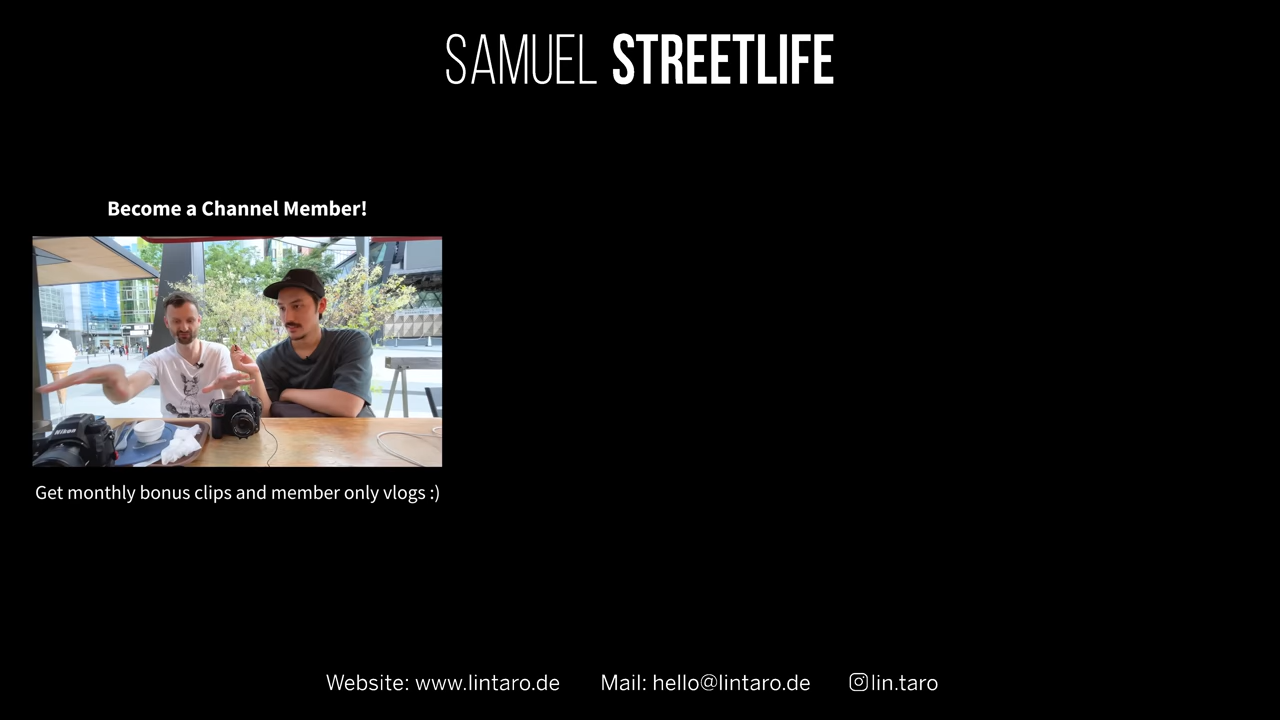 SAMUEL STREETLIFE
Become a Channel Member!
Nikon
Get monthly bonus clips and member only vlogs :)
Website: www.lintaro.de Mail: hello@lintaro.de lin.taro